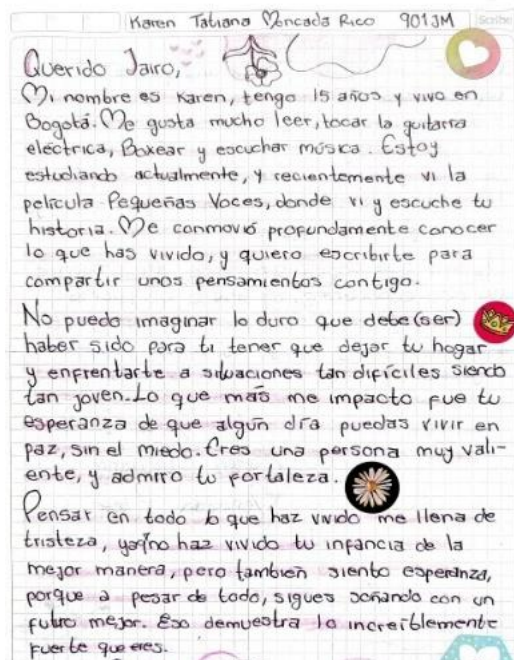 Karen Tatiana Moncada Rico 901JM
Scribe
Querido Jairo,
Mi nombre es Karen, tengo 15 años y vivo en
Bogotá. Me gusta mucho leer, tocar la guitarra
eléctrica, Boxear y escuchar música. Estoy
estudiando actualmente, y recientemente vi la
película Pequeñas Voces, donde vi y escuche tu
historia. Me conmovió profundamente conocer
lo que has vivido, y quiero escribirte para
compartir unos pensamientos contigo.
No puedo imaginar lo duro que debe (ser)
haber sido para ti tener que dejar tu hogar
y enfrentarte a situaciones tan difíciles siendo
tan joven. Lo que más me impacto fue tu
esperanza de que algún día puedas vivir en
paz, sin el miedo. Eres una persona muy vali-
ente, y admiro tu fortaleza.
Pensar en todo lo que haz vivido me llena de
tristeza, no haz vivido tu infancia de la
mejor manera, pero también siento esperanza,
porque a pesar de todo, sigues soñando con un
futuro mejor. Eso demuestra lo increíblemente
fuerte que eres.